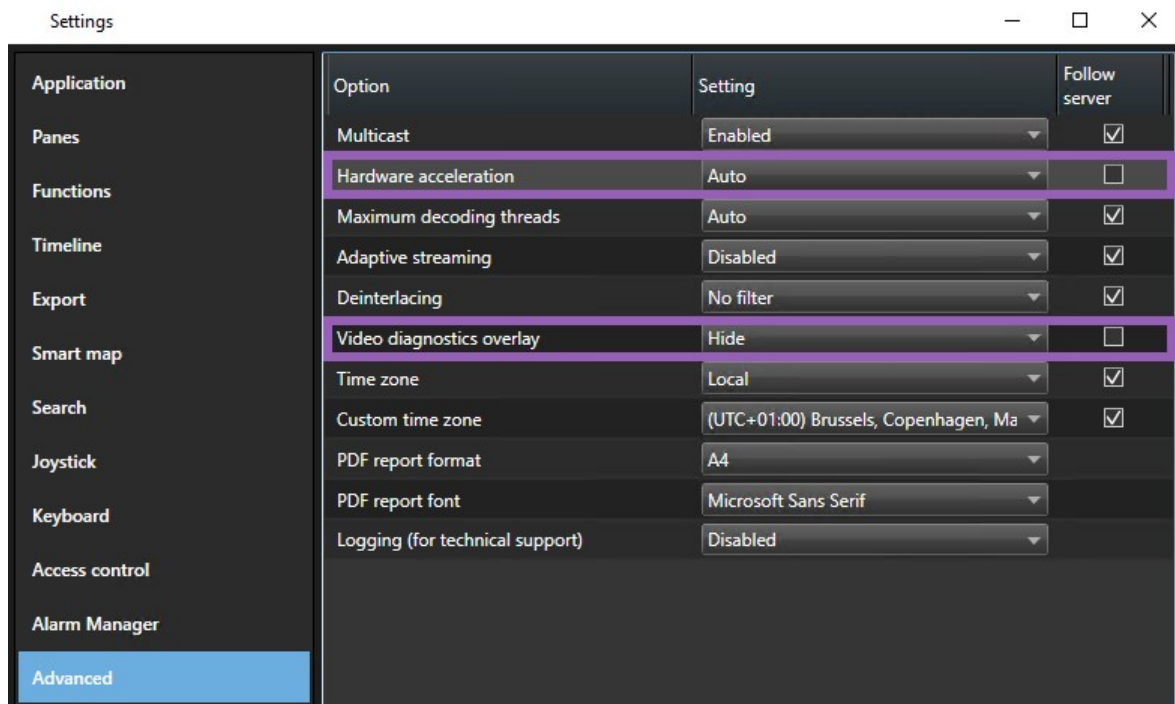 Settings
Application
Panes
Functions
Timeline
Export
Smart map
Search
Joystick
Keyboard
Access control
Alarm Manager
Advanced
Option Setting Follow server
Multicast Enabled
Hardware acceleration Auto
Maximum decoding threads Auto
Adaptive streaming Disabled
Deinterlacing No filter
Video diagnostics overlay Hide
Time zone Local
Custom time zone (UTC+01:00) Brussels, Copenhagen, Ma
PDF report format A4
PDF report font Microsoft Sans Serif
Logging (for technical support) Disabled